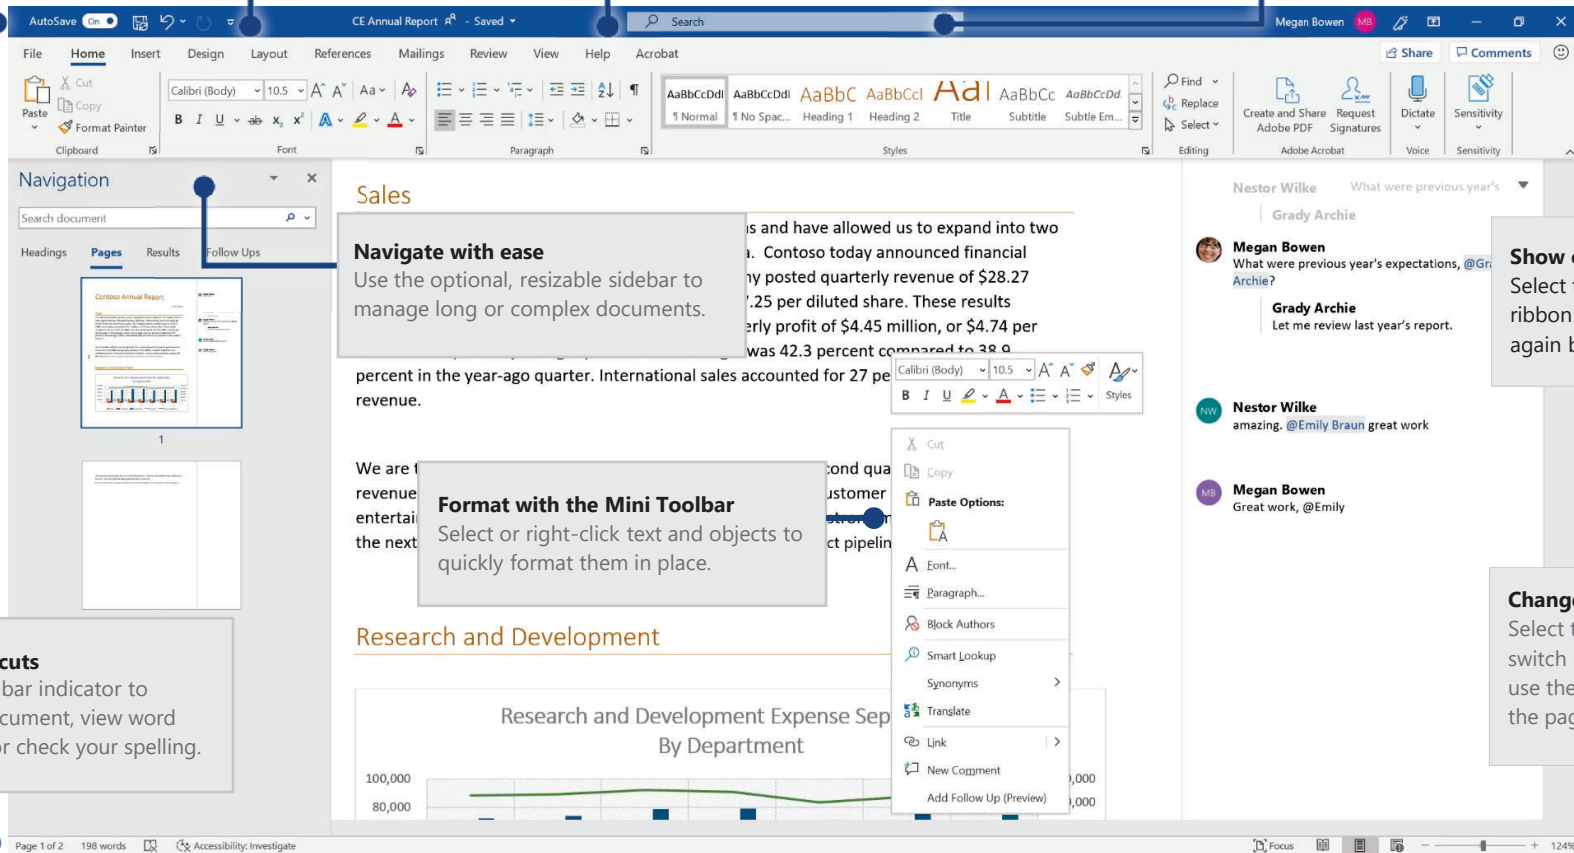 AutoSave On
CE Annual Report - Saved
Search
Megan Bowen MB
File Home Insert Design Layout References Mailings Review View Help Acrobat
Share Comments
Paste
Cut
Copy
Format Painter
Clipboard
Calibri (Body) 10.5 A A Aa A
B I U ab x₂ x² A A
Font
Paragraph
AaBbCcDdI AaBbCcDdI AaBbC AaBbCcI AaI AaBbCc AaBbCcDd.
¶ Normal ¶ No Spac... Heading 1 Heading 2 Title Subtitle Subtle Em...
Styles
Find
Replace
Select
Editing
Create and Share Adobe PDF
Request Signatures
Adobe Acrobat
Dictate
Voice
Sensitivity
Sensitivity
Navigation
Search document
Headings Pages Results Follow Ups
Contoso Annual Report
1
cuts
bar indicator to
cument, view word
or check your spelling.
Sales
Navigate with ease
Use the optional, resizable sidebar to
manage long or complex documents.
s and have allowed us to expand into two
. Contoso today announced financial
ny posted quarterly revenue of $28.27
.25 per diluted share. These results
erly profit of $4.45 million, or $4.74 per
was 42.3 percent compared to 38.9
percent in the year-ago quarter. International sales accounted for 27 pe
revenue.
We are t
cond qua
revenue
ustomer
entertai
the next
ct pipelin
Format with the Mini Toolbar
Select or right-click text and objects to
quickly format them in place.
Research and Development
Research and Development Expense Sep
By Department
100,000
80,000
,000
,000
Calibri (Body) 10.5 A A
B I U A Styles
Cut
Copy
Paste Options:
Font...
Paragraph...
Block Authors
Smart Lookup
Synonyms
Translate
Link
New Comment
Add Follow Up (Preview)
Nestor Wilke What were previous year's
Grady Archie
Megan Bowen
What were previous year's expectations, @Gra
Archie?
Grady Archie
Let me review last year's report.
NW Nestor Wilke
amazing. @Emily Braun great work
MB Megan Bowen
Great work, @Emily
Show
Select
ribbon
again b
Change
Select t
switch
use the
the pag
Page 1 of 2 198 words Accessibility: Investigate
Focus 124%